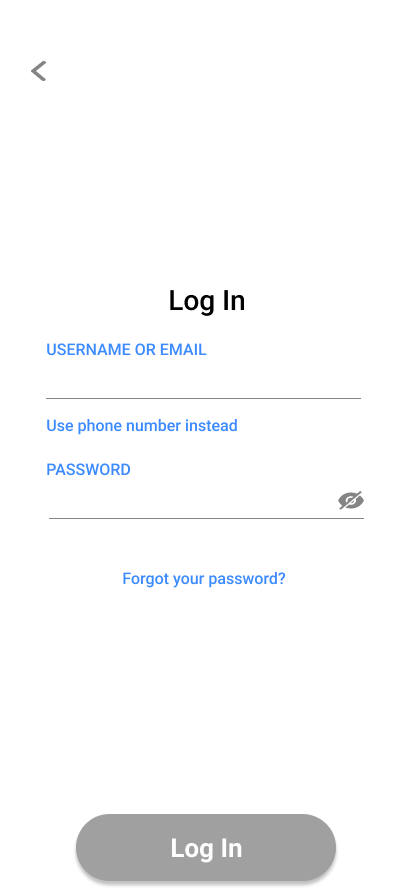 Log In
USERNAME OR EMAIL
Use phone number instead
PASSWORD
Forgot your password?
Log In